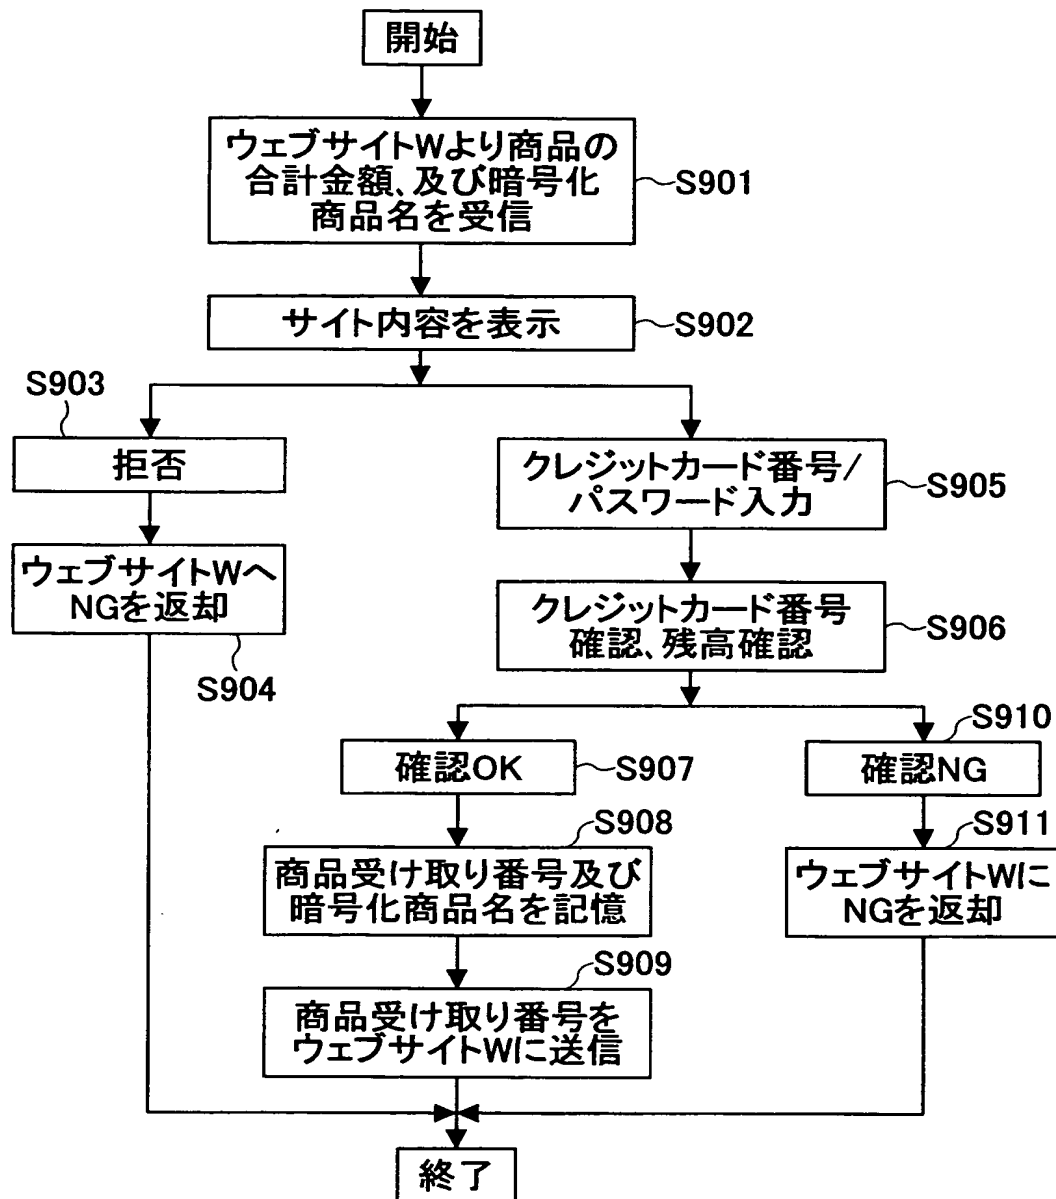 開始
ウェブサイトWより商品の
合計金額、及び暗号化
商品名を受信
S901
サイト内容を表示
S902
S903
拒否
ウェブサイトWへ
NGを返却
S904
クレジットカード番号/
パスワード入力
S905
クレジットカード番号
確認、残高確認
S906
確認OK
S907
S908
商品受け取り番号及び
暗号化商品名を記憶
S909
商品受け取り番号を
ウェブサイトWに送信
S910
確認NG
S911
ウェブサイトWに
NGを返却
終了